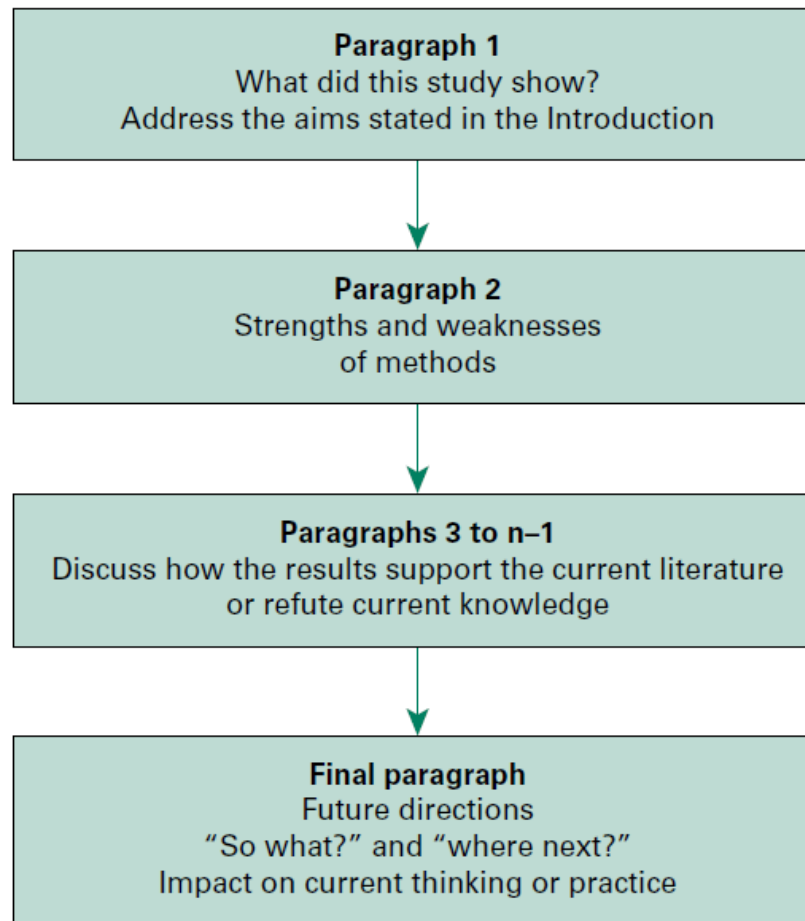 Paragraph 1
What did this study show?
Address the aims stated in the Introduction
Paragraph 2
Strengths and weaknesses
of methods
Paragraphs 3 to n–1
Discuss how the results support the current literature
or refute current knowledge
Final paragraph
Future directions
“So what?” and “where next?”
Impact on current thinking or practice